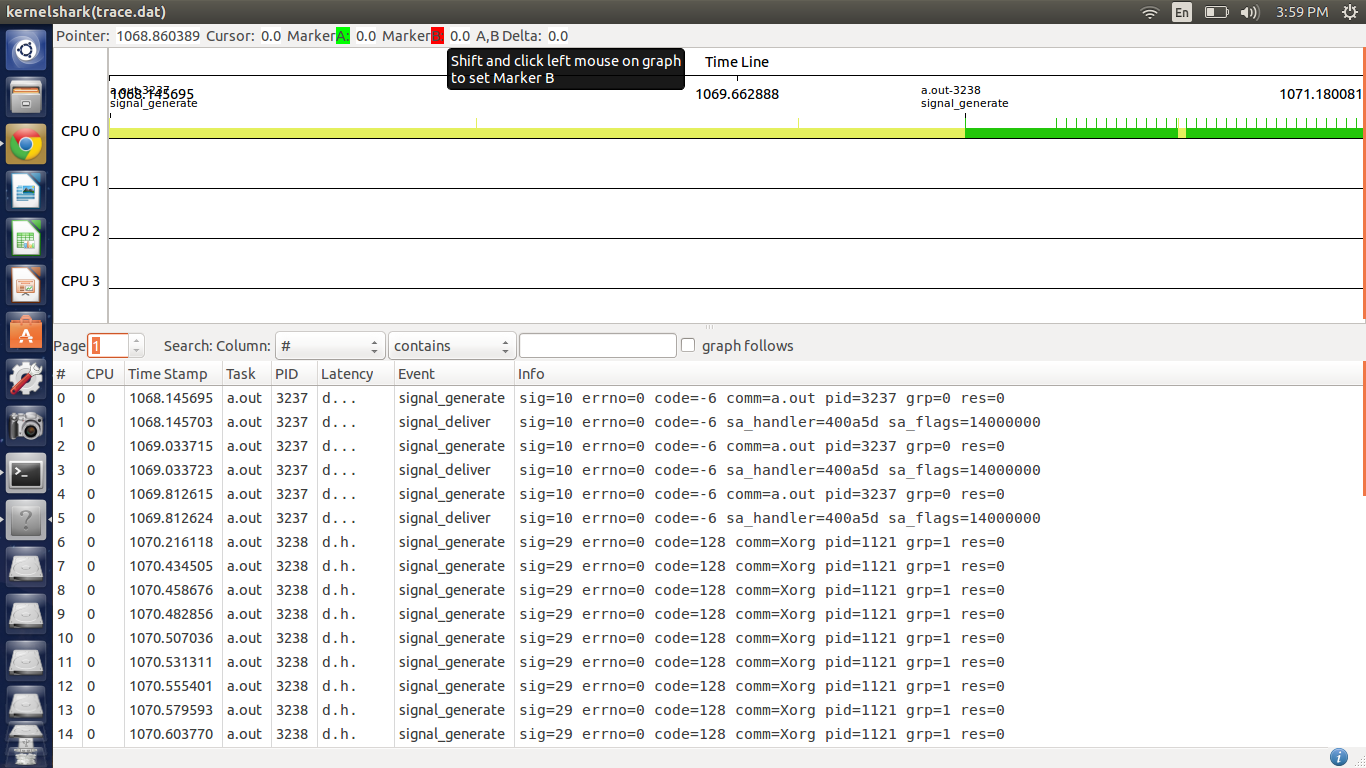 kernelshark(trace.dat)
En
3:59 PM
Pointer: 1068.860389 Cursor: 0.0 Marker A: 0.0 Marker B: 0.0 A,B Delta: 0.0
Shift and click left mouse on graph
to set Marker B
Time Line
a.out-3237
signal_generate
1068.145695
1069.662888
a.out-3238
signal_generate
1071.180081
CPU 0
CPU 1
CPU 2
CPU 3
Page 1 Search: Column: # contains graph follows
# CPU Time Stamp Task PID Latency Event Info
0 0 1068.145695 a.out 3237 d... signal_generate sig=10 errno=0 code=-6 comm=a.out pid=3237 grp=0 res=0
1 0 1068.145703 a.out 3237 d... signal_deliver sig=10 errno=0 code=-6 sa_handler=400a5d sa_flags=14000000
2 0 1069.033715 a.out 3237 d... signal_generate sig=10 errno=0 code=-6 comm=a.out pid=3237 grp=0 res=0
3 0 1069.033723 a.out 3237 d... signal_deliver sig=10 errno=0 code=-6 sa_handler=400a5d sa_flags=14000000
4 0 1069.812615 a.out 3237 d... signal_generate sig=10 errno=0 code=-6 comm=a.out pid=3237 grp=0 res=0
5 0 1069.812624 a.out 3237 d... signal_deliver sig=10 errno=0 code=-6 sa_handler=400a5d sa_flags=14000000
6 0 1070.216118 a.out 3238 d.h. signal_generate sig=29 errno=0 code=128 comm=Xorg pid=1121 grp=1 res=0
7 0 1070.434505 a.out 3238 d.h. signal_generate sig=29 errno=0 code=128 comm=Xorg pid=1121 grp=1 res=0
8 0 1070.458676 a.out 3238 d.h. signal_generate sig=29 errno=0 code=128 comm=Xorg pid=1121 grp=1 res=0
9 0 1070.482856 a.out 3238 d.h. signal_generate sig=29 errno=0 code=128 comm=Xorg pid=1121 grp=1 res=0
10 0 1070.507036 a.out 3238 d.h. signal_generate sig=29 errno=0 code=128 comm=Xorg pid=1121 grp=1 res=0
11 0 1070.531311 a.out 3238 d.h. signal_generate sig=29 errno=0 code=128 comm=Xorg pid=1121 grp=1 res=0
12 0 1070.555401 a.out 3238 d.h. signal_generate sig=29 errno=0 code=128 comm=Xorg pid=1121 grp=1 res=0
13 0 1070.579593 a.out 3238 d.h. signal_generate sig=29 errno=0 code=128 comm=Xorg pid=1121 grp=1 res=0
14 0 1070.603770 a.out 3238 d.h. signal_generate sig=29 errno=0 code=128 comm=Xorg pid=1121 grp=1 res=0